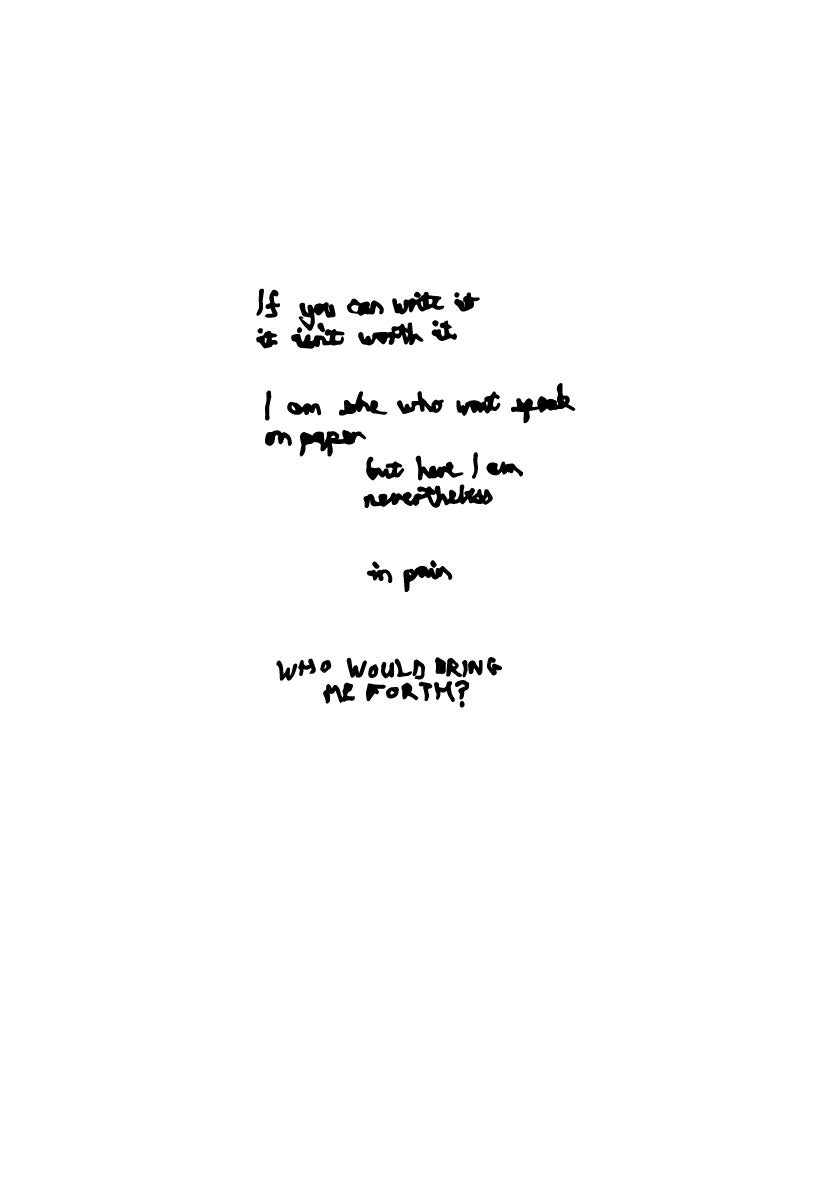 If you can write it
it isn't worth it
I am she who wont speak
on paper
but here I am
nevertheless
in pain
WHO WOULD BRING
ME FORTH?